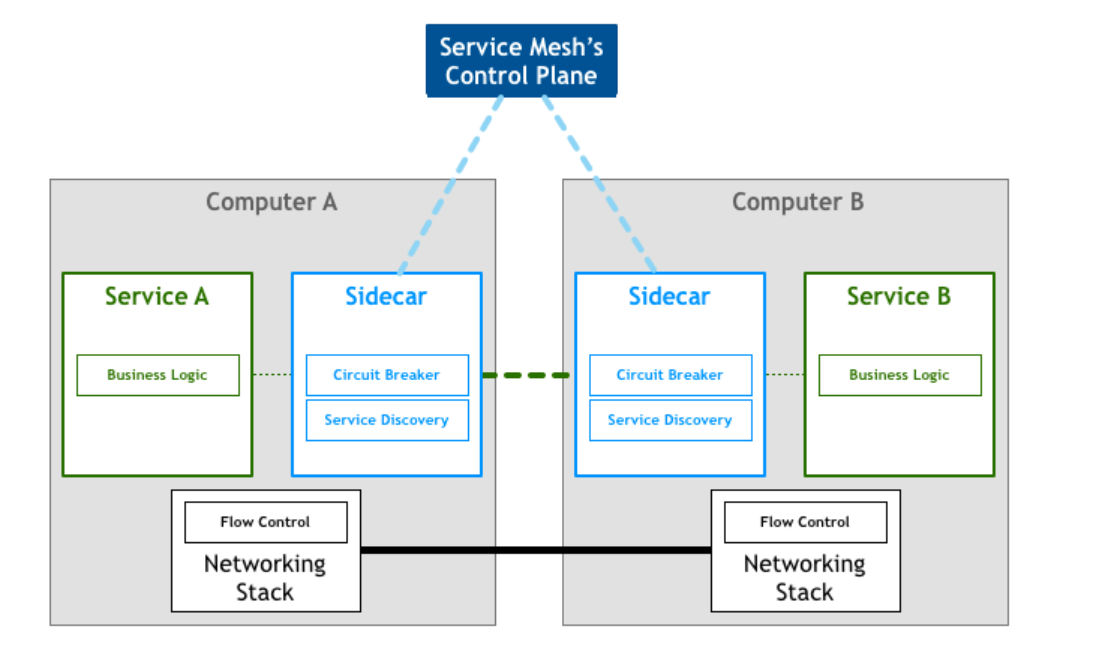 Service Mesh's
Control Plane
Computer A
Computer B
Service A
Sidecar
Sidecar
Service B
Business Logic
Circuit Breaker
Circuit Breaker
Business Logic
Service Discovery
Service Discovery
Flow Control
Flow Control
Networking
Stack
Networking
Stack